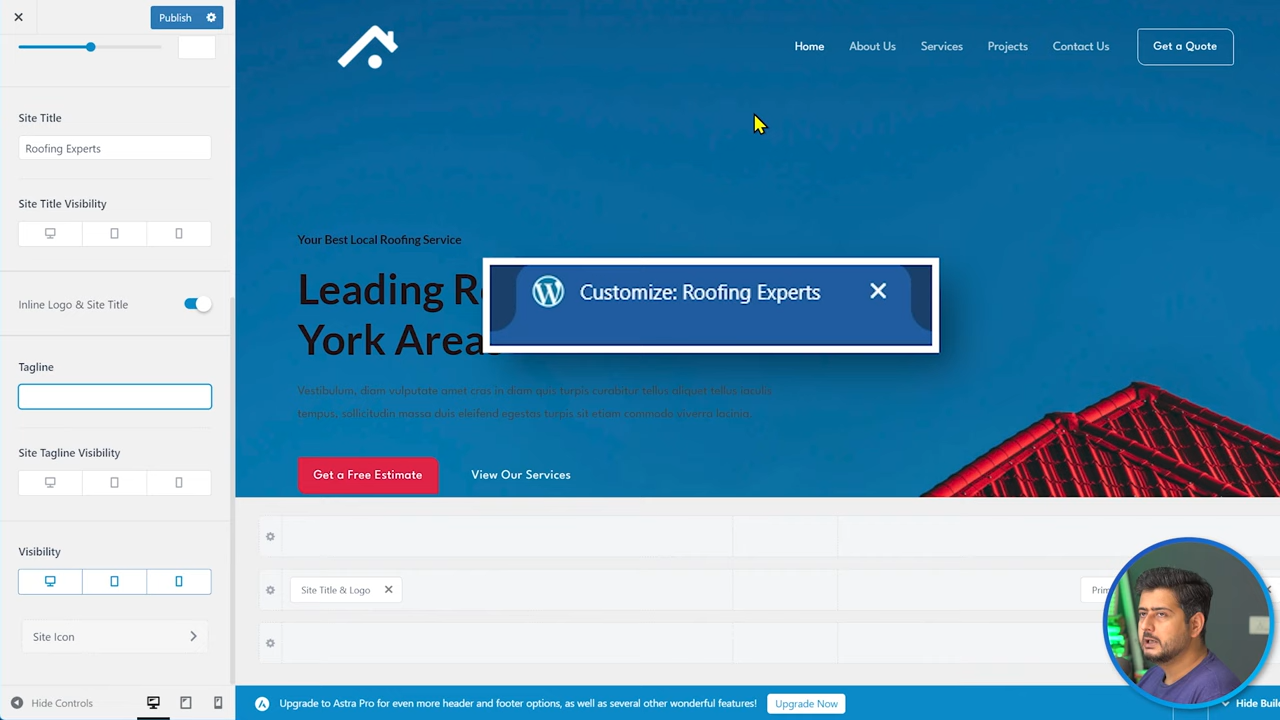 Publish
Site Title
Roofing Experts
Site Title Visibility
Inline Logo & Site Title
Tagline
Site Tagline Visibility
Visibility
Site Icon
Hide Controls
Home
About Us
Services
Projects
Contact Us
Get a Quote
Your Best Local Roofing Service
Leading R
York Areas
Customize: Roofing Experts
Vestibulum, diam vulputate amet cras in diam quis turpis curabitur tellus aliquet tellus iaculis
tempus, sollicitudin massa duis eleifend egestas turpis sit etiam commodo viverra lacinia.
Get a Free Estimate
View Our Services
Site Title & Logo
Prim
Upgrade to Astra Pro for even more header and footer options, as well as several other wonderful features!
Upgrade Now
Hide Buil